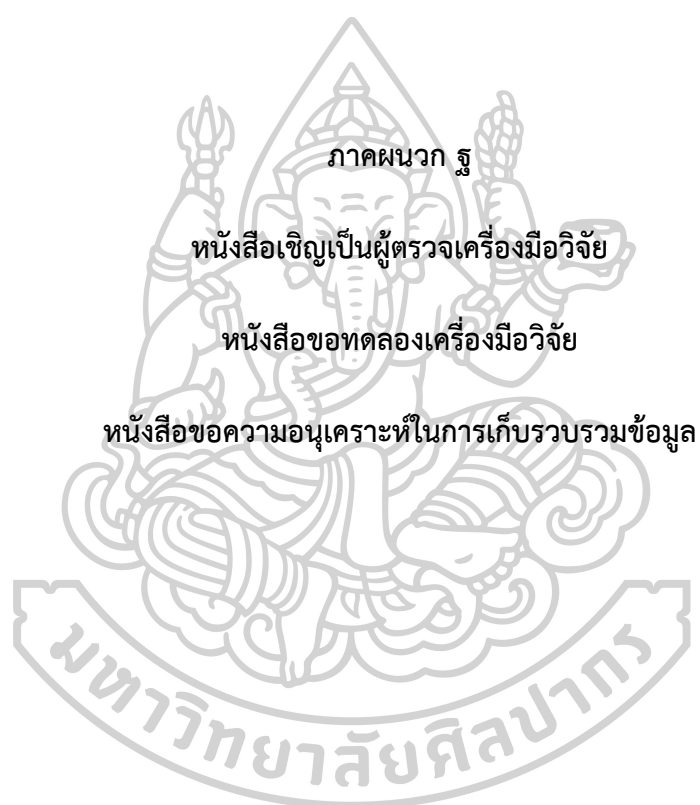 ภาคผนวก ฐ
หนังสือเชิญเป็นผู้ตรวจเครื่องมือวิจัย
หนังสือขอทดลองเครื่องมือวิจัย
หนังสือขอความอนุเคราะห์ในการเก็บรวบรวมข้อมูล
มหาวิทยาลัยศิลปากร